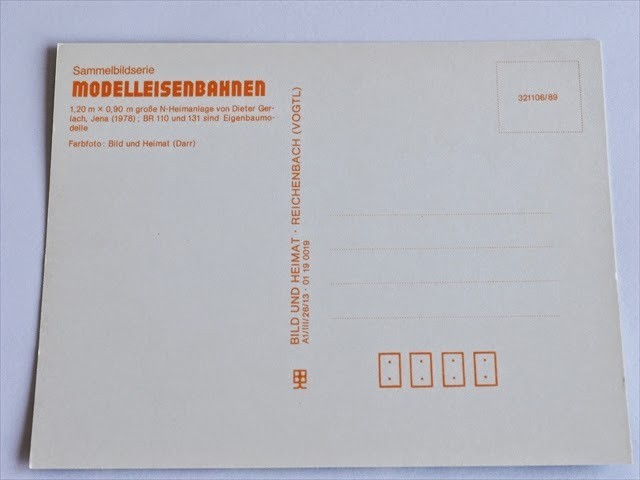 Sammelbildserie
MODELLEISENBAHNEN
1,20 m × 0,90 m große N-Heimanlage von Dieter Ger-
lach, Jena (1978) ; BR 110 und 131 sind Eigenbaumo-
delle
Farbfoto: Bild und Heimat (Darr)
BILD UND HEIMAT · REICHENBACH (VOGTL)
A1/III/26/13 · 01 19 0019
321106/89